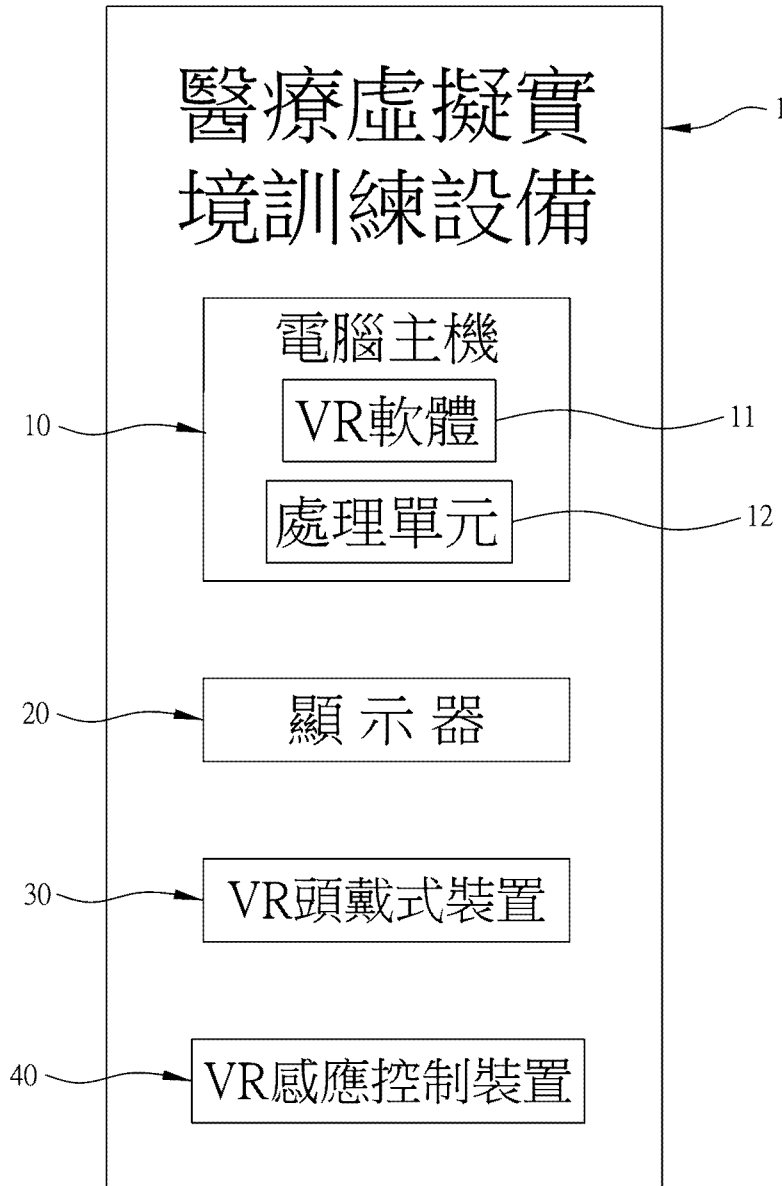 醫療虛擬實
境訓練設備
1
電腦主機
VR軟體
11
10
處理單元
12
20
顯示器
30
VR頭戴式裝置
40
VR感應控制裝置